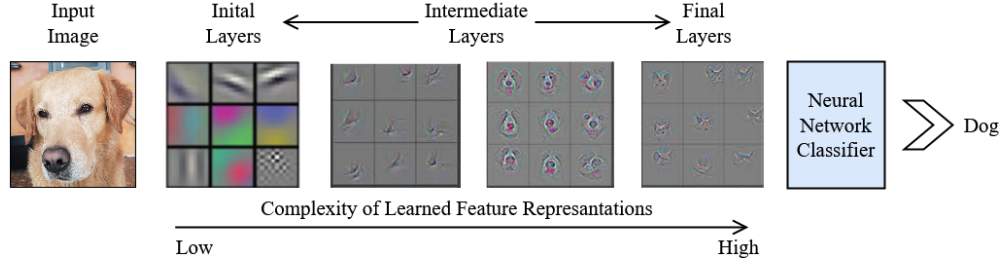 Input
Image
Inital
Layers
Intermediate
Layers
Final
Layers
Neural
Network
Classifier
Dog
Complexity of Learned Feature Represantations
Low
High